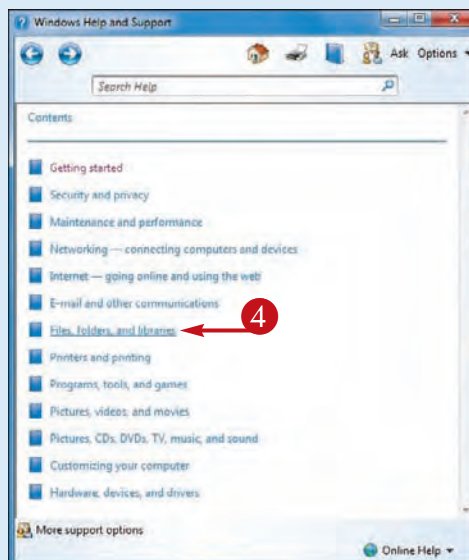 Windows Help and Support
Ask Options
Search Help
Contents
Getting started
Security and privacy
Maintenance and performance
Networking — connecting computers and devices
Internet — going online and using the web
E-mail and other communications
Files, folders, and libraries
4
Printers and printing
Programs, tools, and games
Pictures, videos, and movies
Pictures, CDs, DVDs, TV, music, and sound
Customizing your computer
Hardware, devices, and drivers
More support options
Online Help